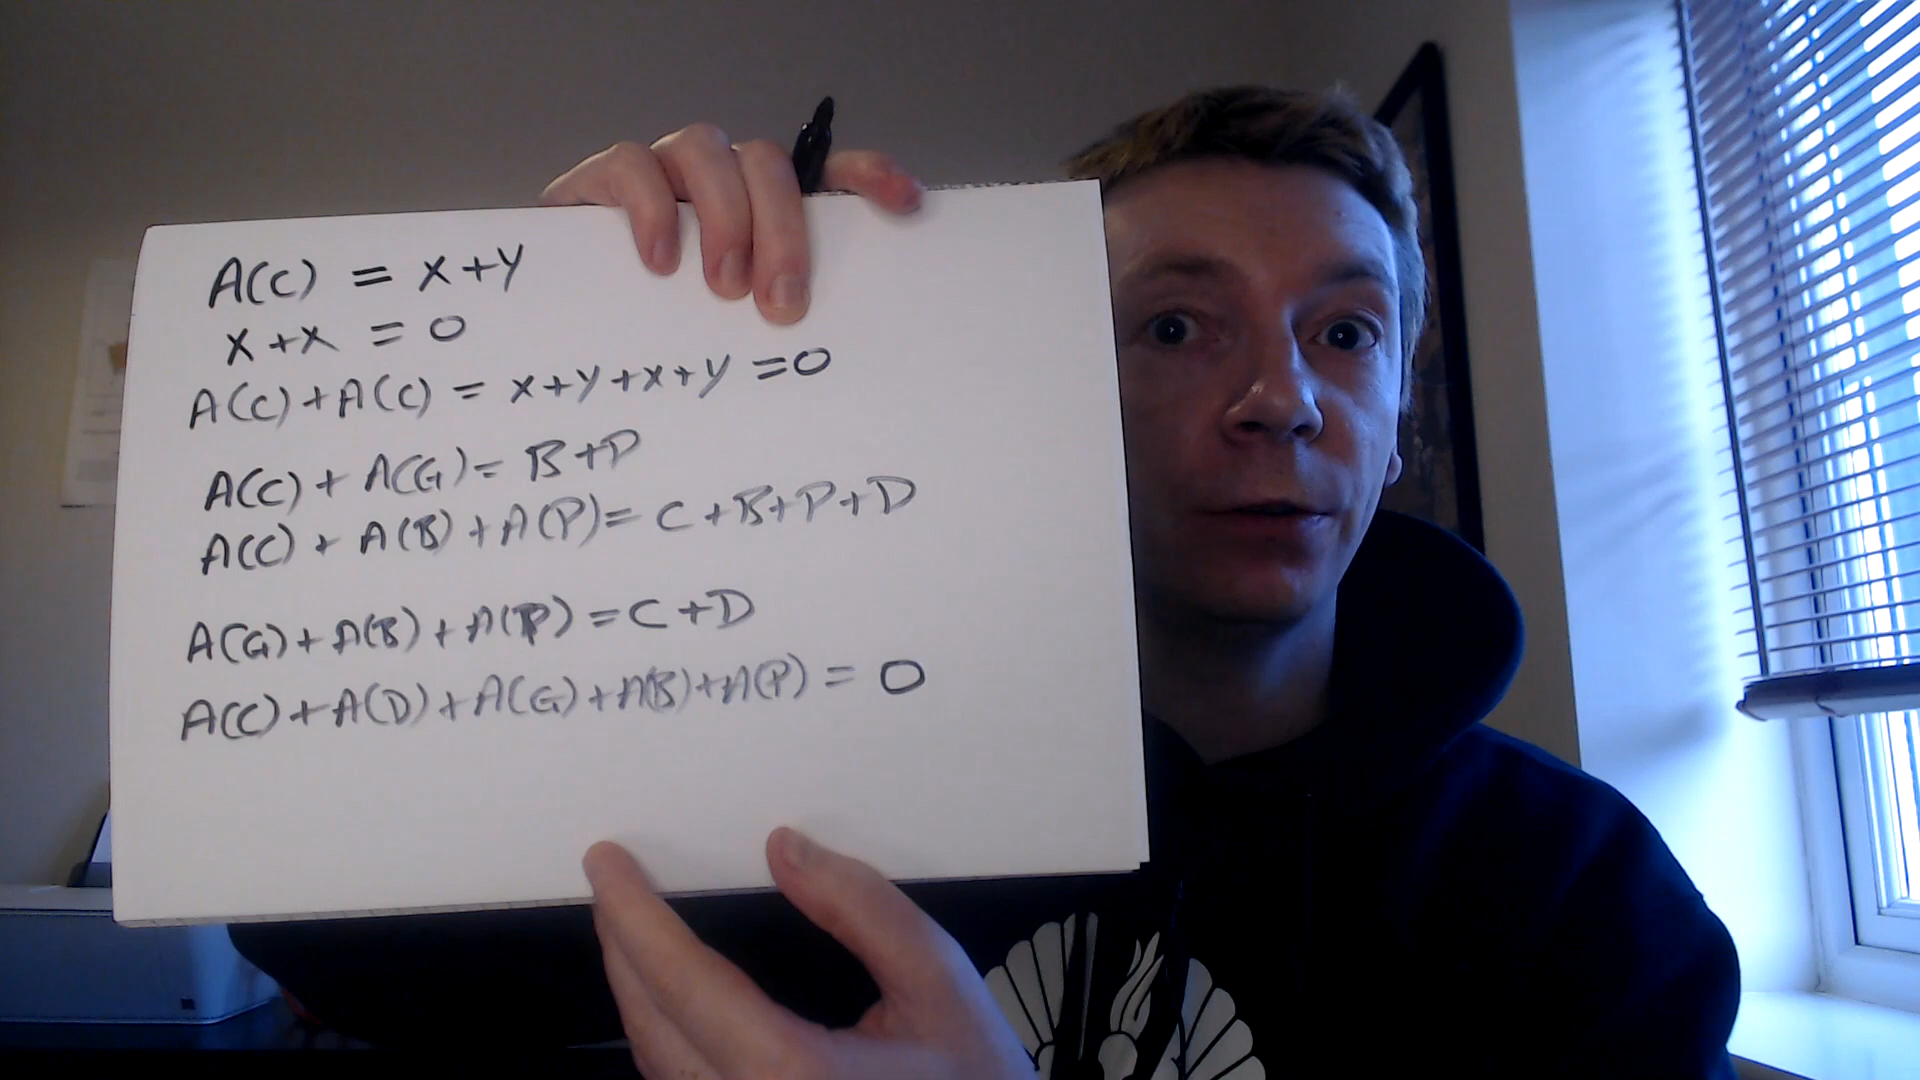 A(C) = x+y
x+x = 0
A(C)+A(C) = x+y+x+y =0
A(C)+A(G)= B+D
A(C)+A(B)+A(P)= C+B+P+D
A(G)+A(B)+A(P)=C+D
A(C)+A(D)+A(G)+A(B)+A(P) = 0